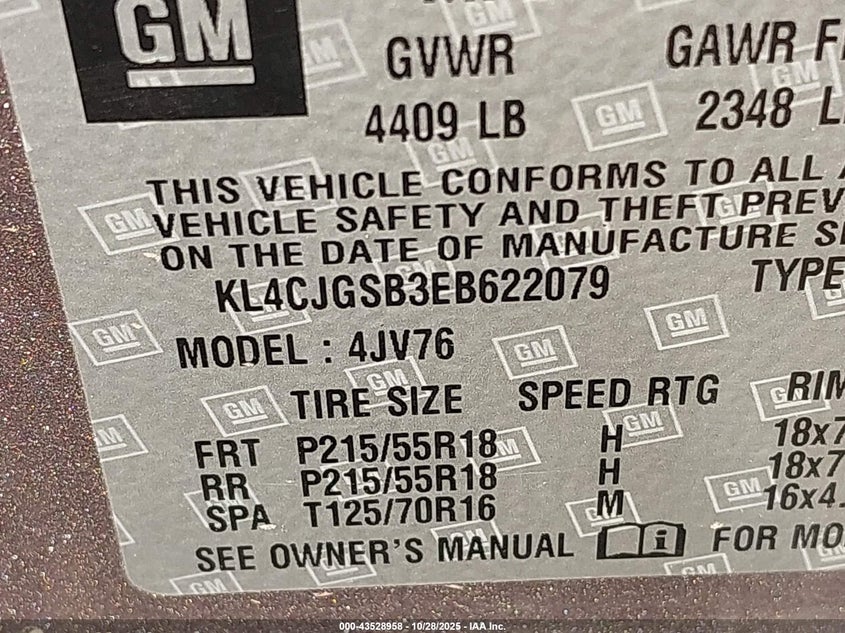 GM
GVWR GAWR
4409 LB 2348
THIS VEHICLE CONFORMS TO ALL
VEHICLE SAFETY AND THEFT
ON THE DATE OF MANUFACTURE
KL4CJGSB3EB622079 TYPE
MODEL : 4JV76
TIRE SIZE SPEED RTG RIM
FRT P215/55R18 H 18x7
RR P215/55R18 H 18x7
SPA T125/70R16 M 16x4.
SEE OWNER'S MANUAL i FOR
000-43528958 | 10/28/2025 - IAA Inc.